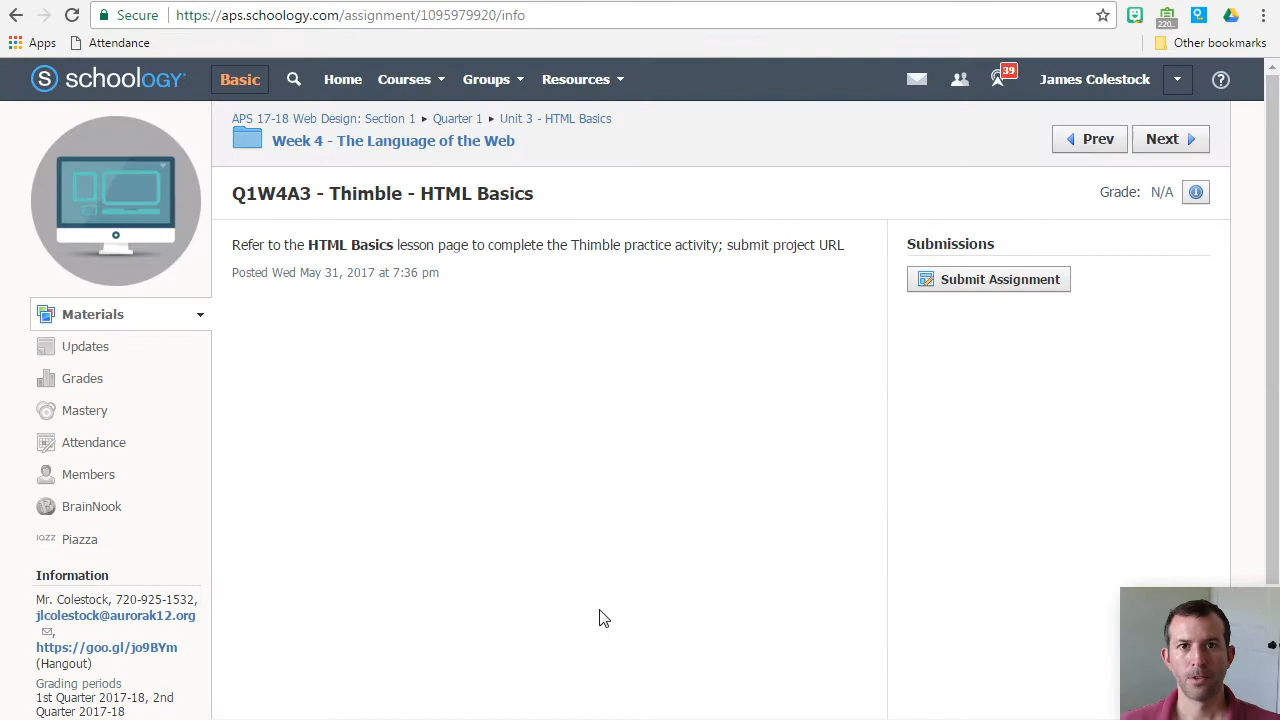 Secure https://aps.schoology.com/assignment/1095979920/info
220..
Apps Attendance Other bookmarks
S schoology Basic Home Courses Groups Resources 39 James Colestock ?
APS 17-18 Web Design: Section 1 ▸ Quarter 1 ▸ Unit 3 - HTML Basics
Week 4 - The Language of the Web
Prev Next
Q1W4A3 - Thimble - HTML Basics
Grade: N/A
Refer to the HTML Basics lesson page to complete the Thimble practice activity; submit project URL
Posted Wed May 31, 2017 at 7:36 pm
Submissions
Submit Assignment
Materials
Updates
Grades
Mastery
Attendance
Members
BrainNook
Piazza
Information
Mr. Colestock, 720-925-1532,
jlcolestock@aurorak12.org
,
https://goo.gl/jo9BYm
(Hangout)
Grading periods
1st Quarter 2017-18, 2nd
Quarter 2017-18